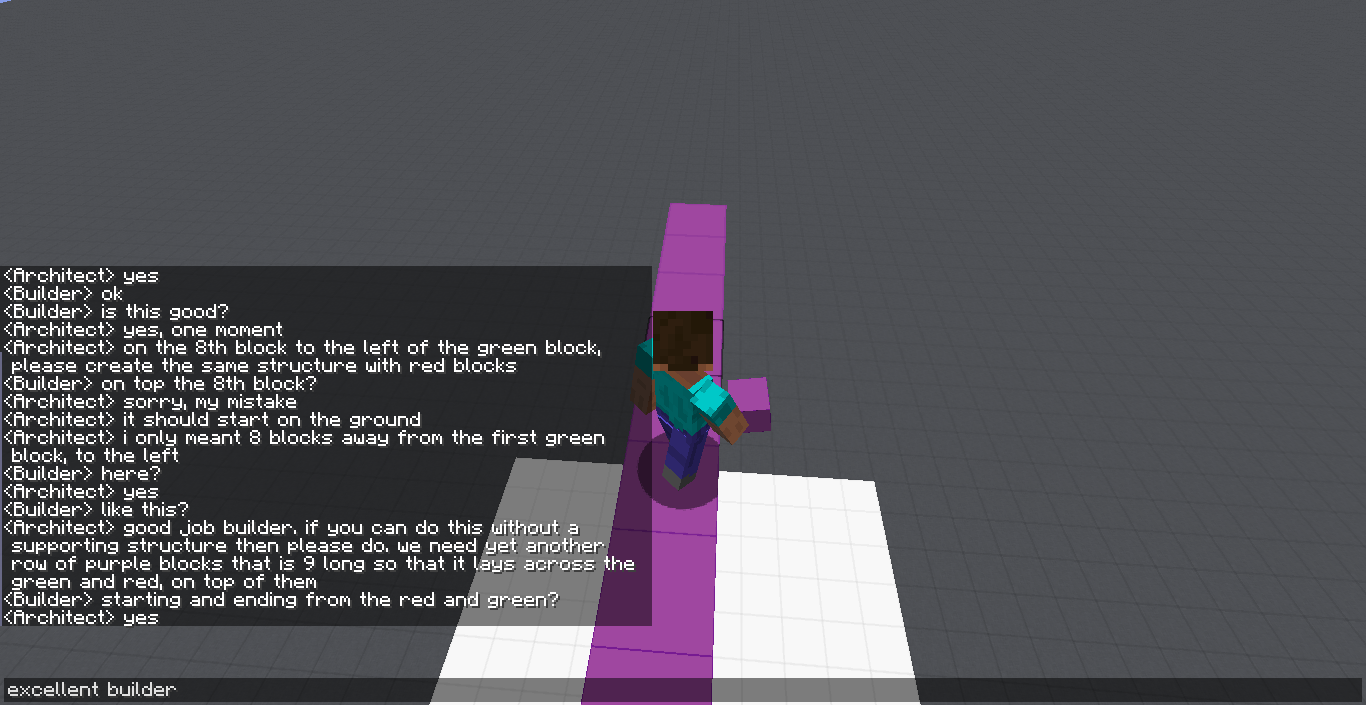 <Architect> yes
<Builder> ok
<Builder> is this good?
<Architect> yes, one moment
<Architect> on the 8th block to the left of the green block,
please create the same structure with red blocks
<Builder> on top the 8th block?
<Architect> sorry, my mistake
<Architect> it should start on the ground
<Architect> i only meant 8 blocks away from the first green
block, to the left
<Builder> here?
<Architect> yes
<Builder> like this?
<Architect> good job builder. if you can do this without a
supporting structure then please do. we need yet another
row of purple blocks that is 9 long so that it lays across the
green and red, on top of them
<Builder> starting and ending from the red and green?
<Architect> yes
excellent builder